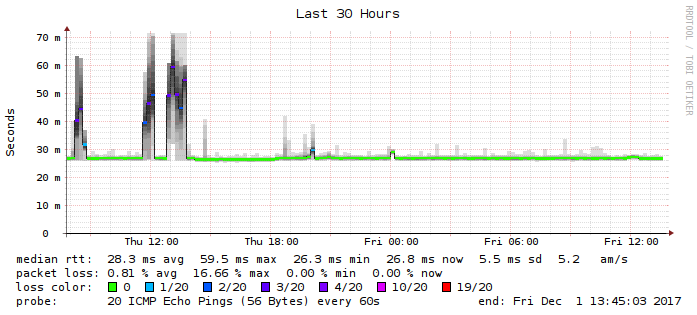 Last 30 Hours
RRDTOOL / TOBI OETIKER
Seconds
70 m
60 m
50 m
40 m
30 m
20 m
10 m
0
Thu 12:00 Thu 18:00 Fri 00:00 Fri 06:00 Fri 12:00
median rtt: 28.3 ms avg 59.5 ms max 26.3 ms min 26.8 ms now 5.5 ms sd 5.2 am/s
packet loss: 0.81 % avg 16.66 % max 0.00 % min 0.00 % now
loss color: 0 1/20 2/20 3/20 4/20 10/20 19/20
probe: 20 ICMP Echo Pings (56 Bytes) every 60s end: Fri Dec 1 13:45:03 2017